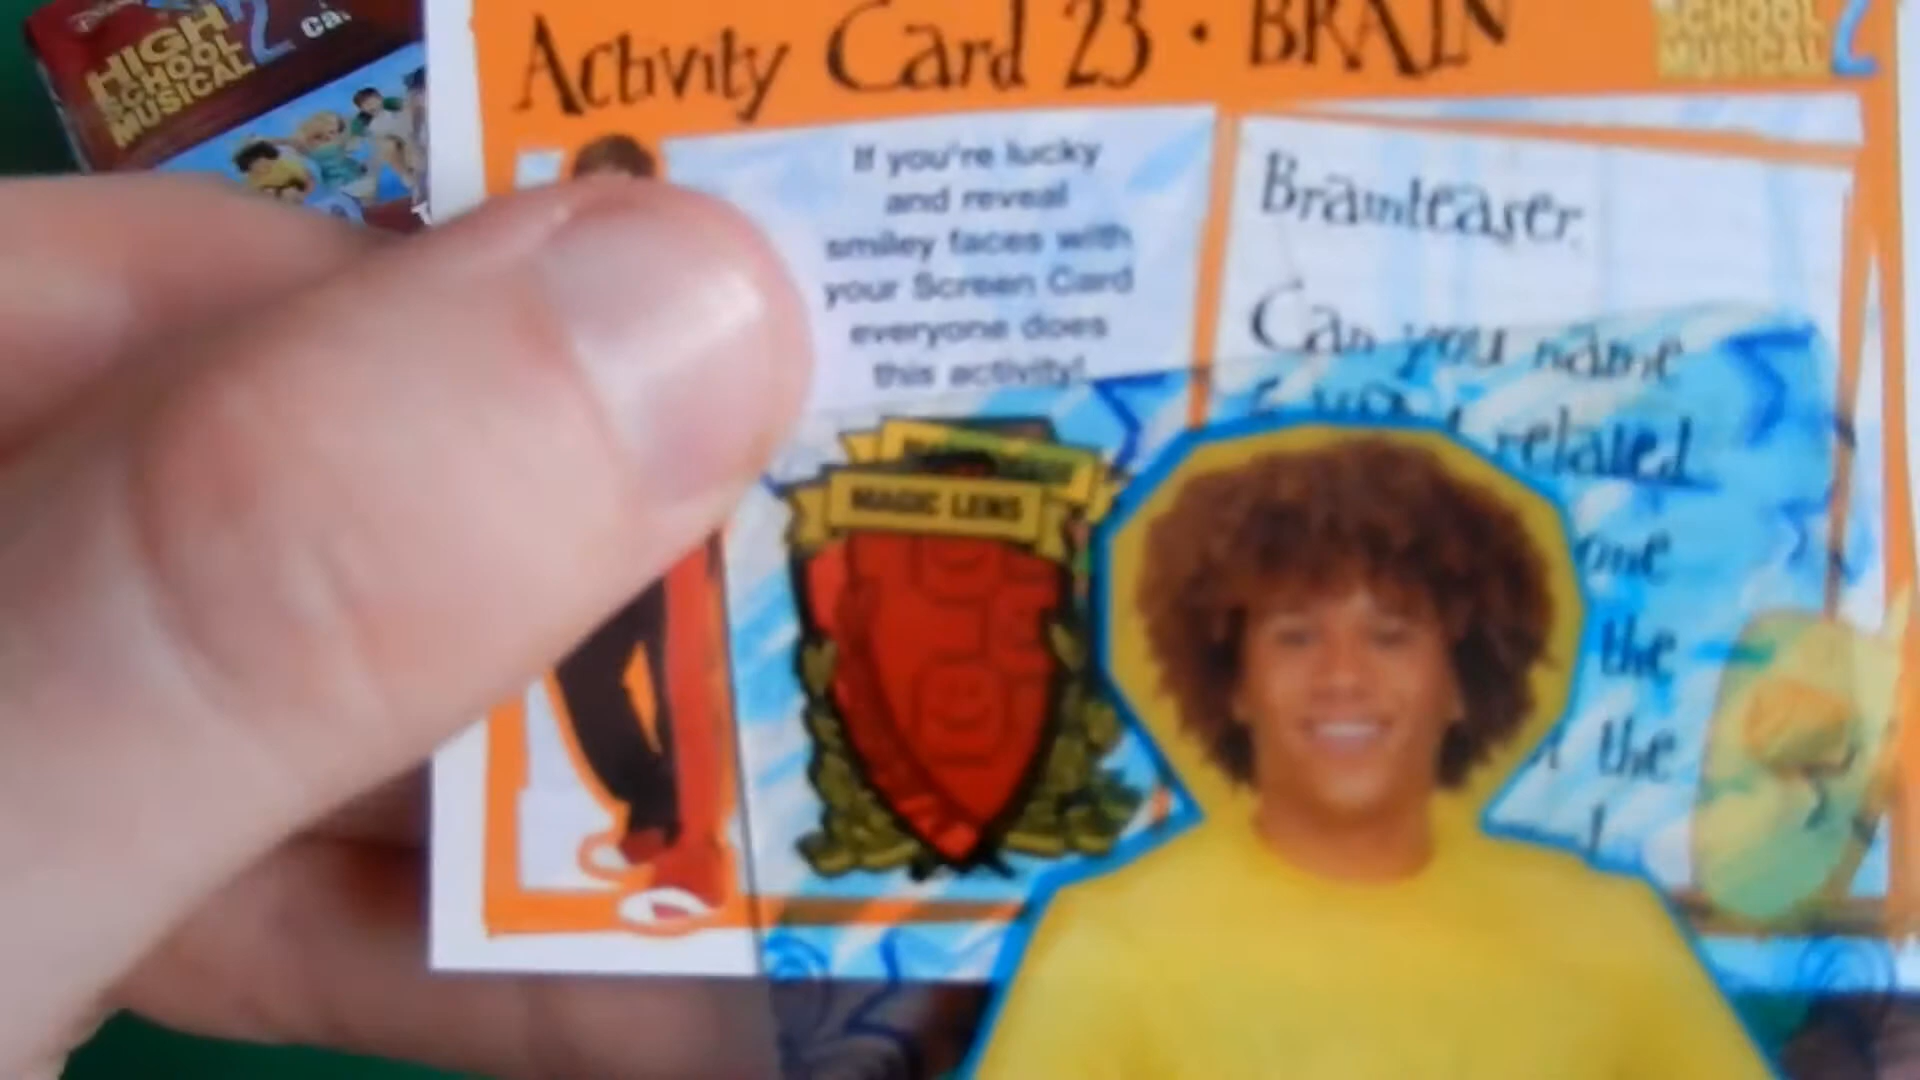 HIGH
SCHOOL
MUSICAL 2
Activity Card 23 • BRAIN
SCHOOL
MUSICAL 2
If you're lucky
and reveal
smiley faces with
your Screen Card
everyone does
this activity!
MAGIC LENS
Brainteaser.
Can you name
related
one
the
the